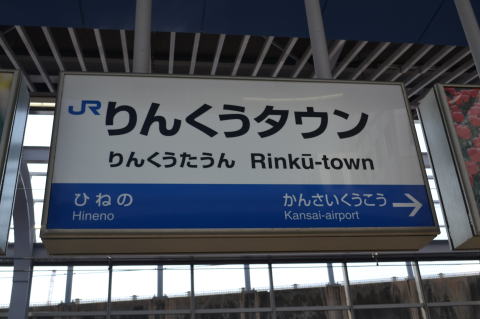 JR りんくうタウン
りんくうたうん Rinkū-town
ひねの かんさいくうこう →
Hineno Kansai-airport